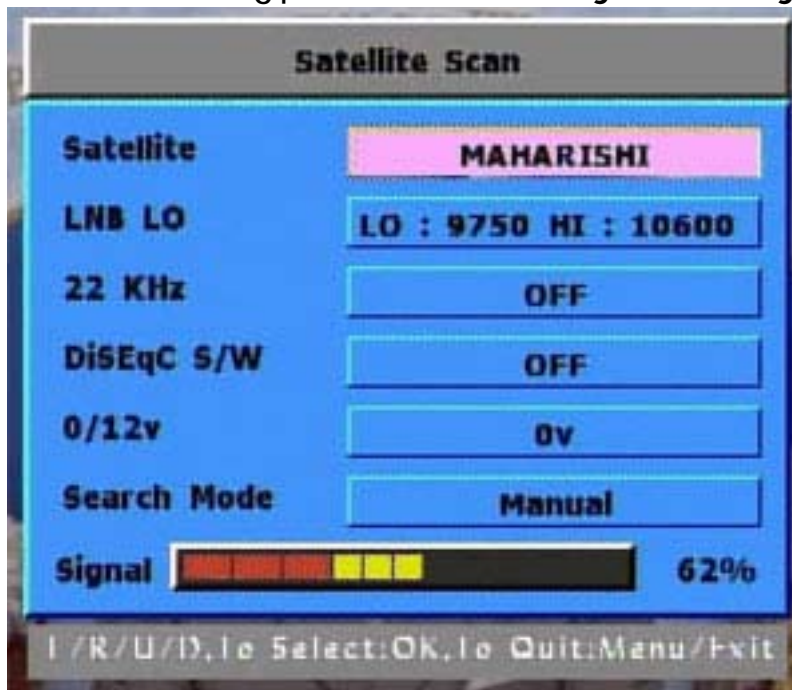 Satellite Scan
Satellite MAHARISHI
LNB LO LO : 9750 HI : 10600
22 KHz OFF
DiSEqC S/W OFF
0/12v 0v
Search Mode Manual
Signal 62%
/R/U/D,To Select:OK,To Quit:Menu/Exit